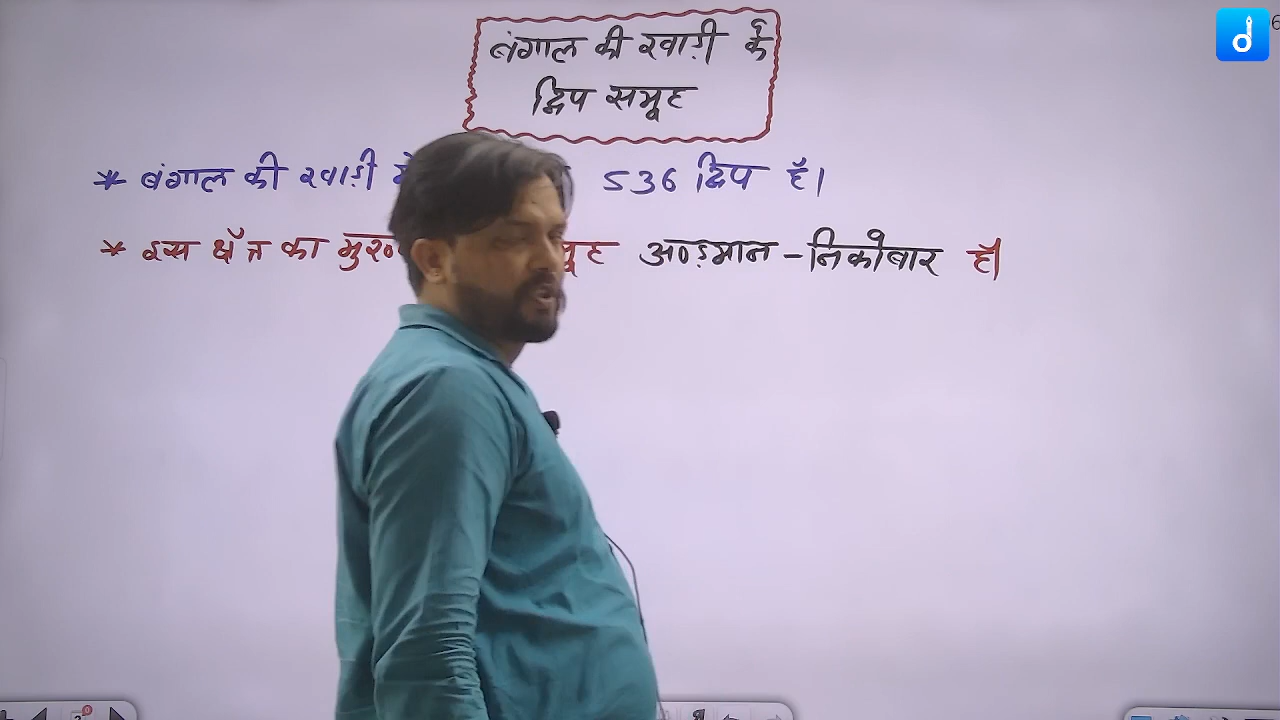 बंगाल की खाड़ी के
द्विप समूह
* बंगाल की खाड़ी में 536 द्विप है।
* इस क्षेत्र का अण्डमान - निकोबार है।